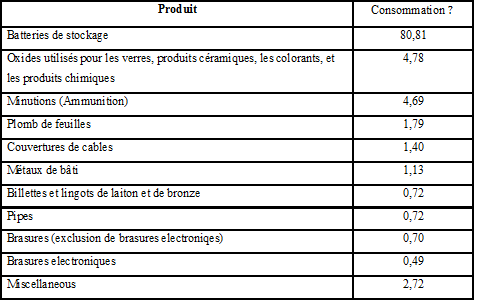 Produit Consommation ?
Batteries de stockage 80,81
Oxides utilisés pour les verres, produits céramiques, les colorants, et 4,78
les produits chimiques
Minutions (Ammunition) 4,69
Plomb de feuilles 1,79
Couvertures de cables 1,40
Métaux de bâti 1,13
Billettes et lingots de laiton et de bronze 0,72
Pipes 0,72
Brasures (exclusion de brasures electroniqes) 0,70
Brasures electroniques 0,49
Miscellaneous 2,72